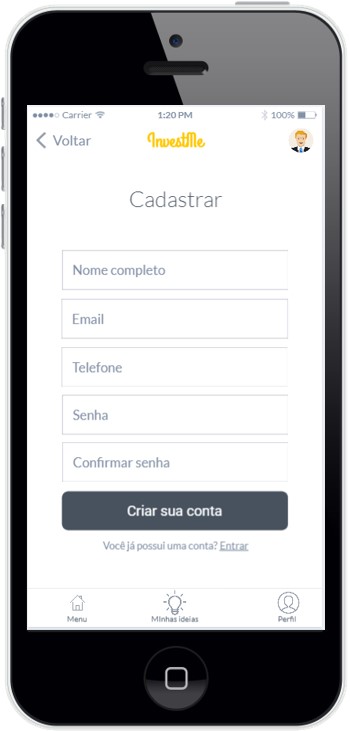 Carrier 1:20 PM 100%
Voltar InvestMe
Cadastrar
Nome completo
Email
Telefone
Senha
Confirmar senha
Criar sua conta
Você já possui uma conta? Entrar
Menu Minhas ideias Perfil